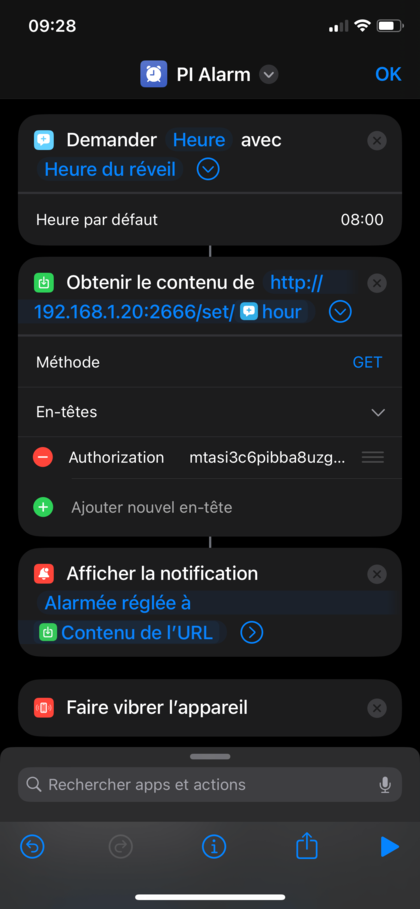 09:28
PI Alarm
OK
Demander Heure avec
Heure du réveil
Heure par défaut 08:00
Obtenir le contenu de http://
192.168.1.20:2666/set/ hour
Méthode GET
En-têtes
Authorization mtasi3c6pibba8uzg...
Ajouter nouvel en-tête
Afficher la notification
Alarmée réglée à
Contenu de l'URL
Faire vibrer l'appareil
Rechercher apps et actions